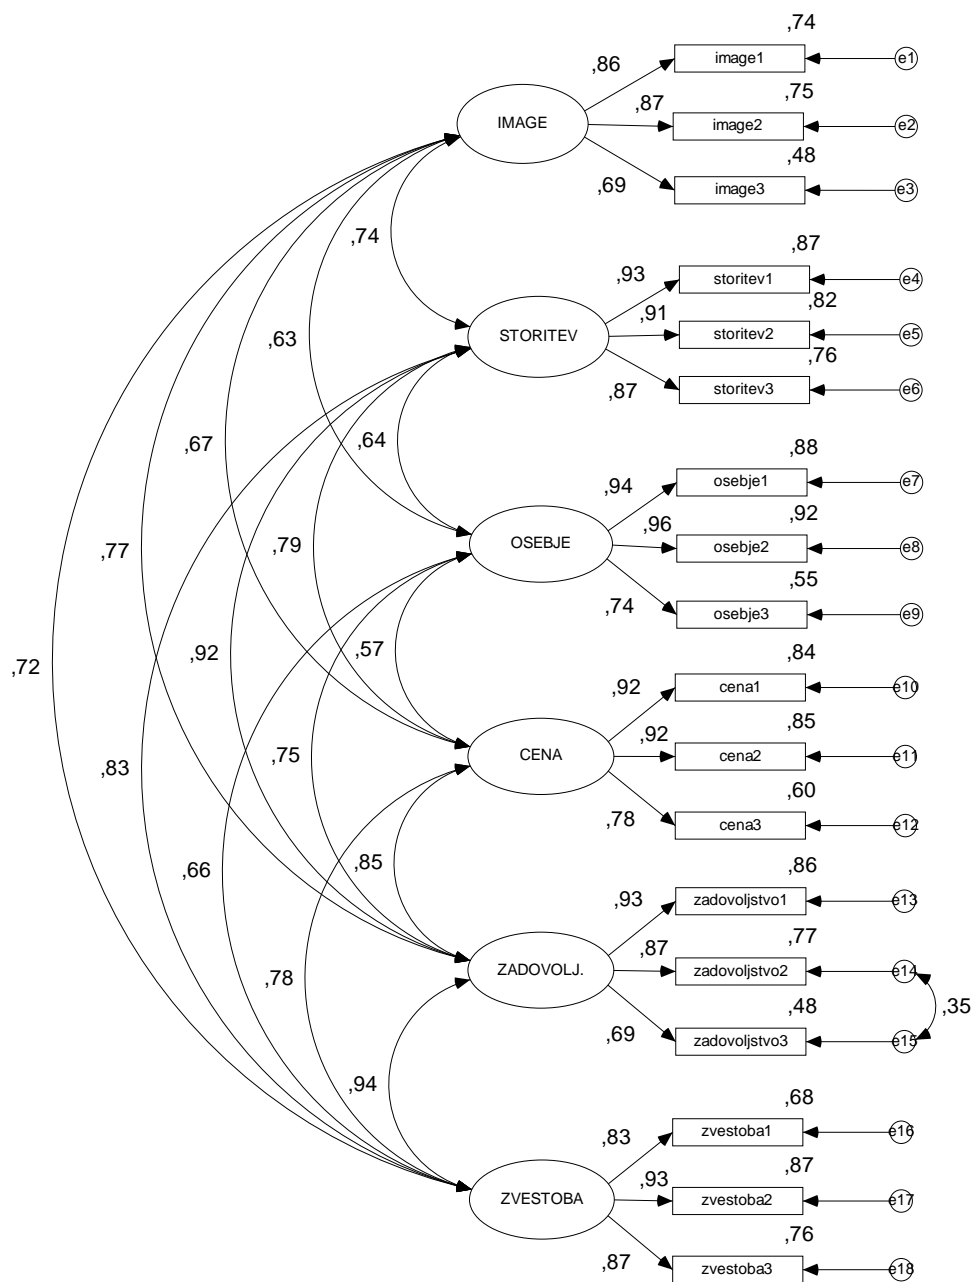 ,74
,86
image1
e1
,75
,87
IMAGE
image2
e2
,48
,69
image3
e3
,74
,87
,93
storitev1
e4
,82
,91
STORITEV
storitev2
e5
,76
,63
,87
storitev3
e6
,67
,64
,88
,94
osebje1
e7
,92
,96
OSEBJE
osebje2
e8
,77
,79
,55
,74
osebje3
e9
,72
,92
,57
,84
,92
cena1
e10
,85
,92
CENA
cena2
e11
,83
,75
,60
,78
cena3
e12
,66
,85
,86
,93
zadovoljstvo1
e13
,77
,87
ZADOVOLJ.
zadovoljstvo2
e14
,78
,48
,35
,69
zadovoljstvo3
e15
,94
,68
,83
zvestoba1
e16
,87
,93
ZVESTOBA
zvestoba2
e17
,76
,87
zvestoba3
e18